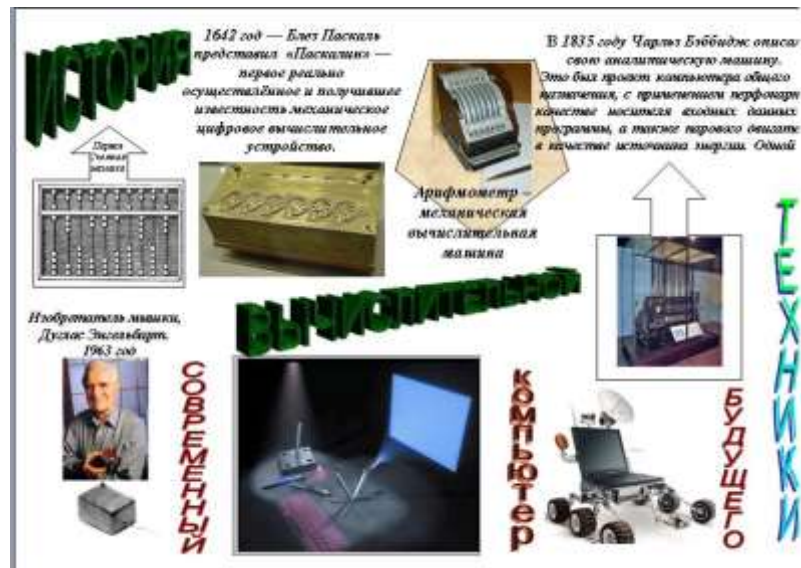 ИСТОРИЯ
1642 год — Блез Паскаль
представил «Паскалин» —
первое реально
осуществлённое и получившее
известность механическое
цифровое вычислительное
устройство.
В 1835 году Чарльз Бэббидж описал
свою аналитическую машину.
Это был проект компьютера общего
назначения, с применением перфокарт
качестве носителя входных данных
программы, а также парового двигате
в качестве источника энергии. Одной
Первая
счетная
машина
Арифмометр –
механическая
вычислительная
машина
ВЫЧИСЛИТЕЛЬНОЙ
ТЕХНИКИ
Изобретатель мышки,
Дуглас Энгельбарт.
1963 год
СОВРЕМЕННЫЙ
КОМПЬЮТЕР
БУДУЩЕГО